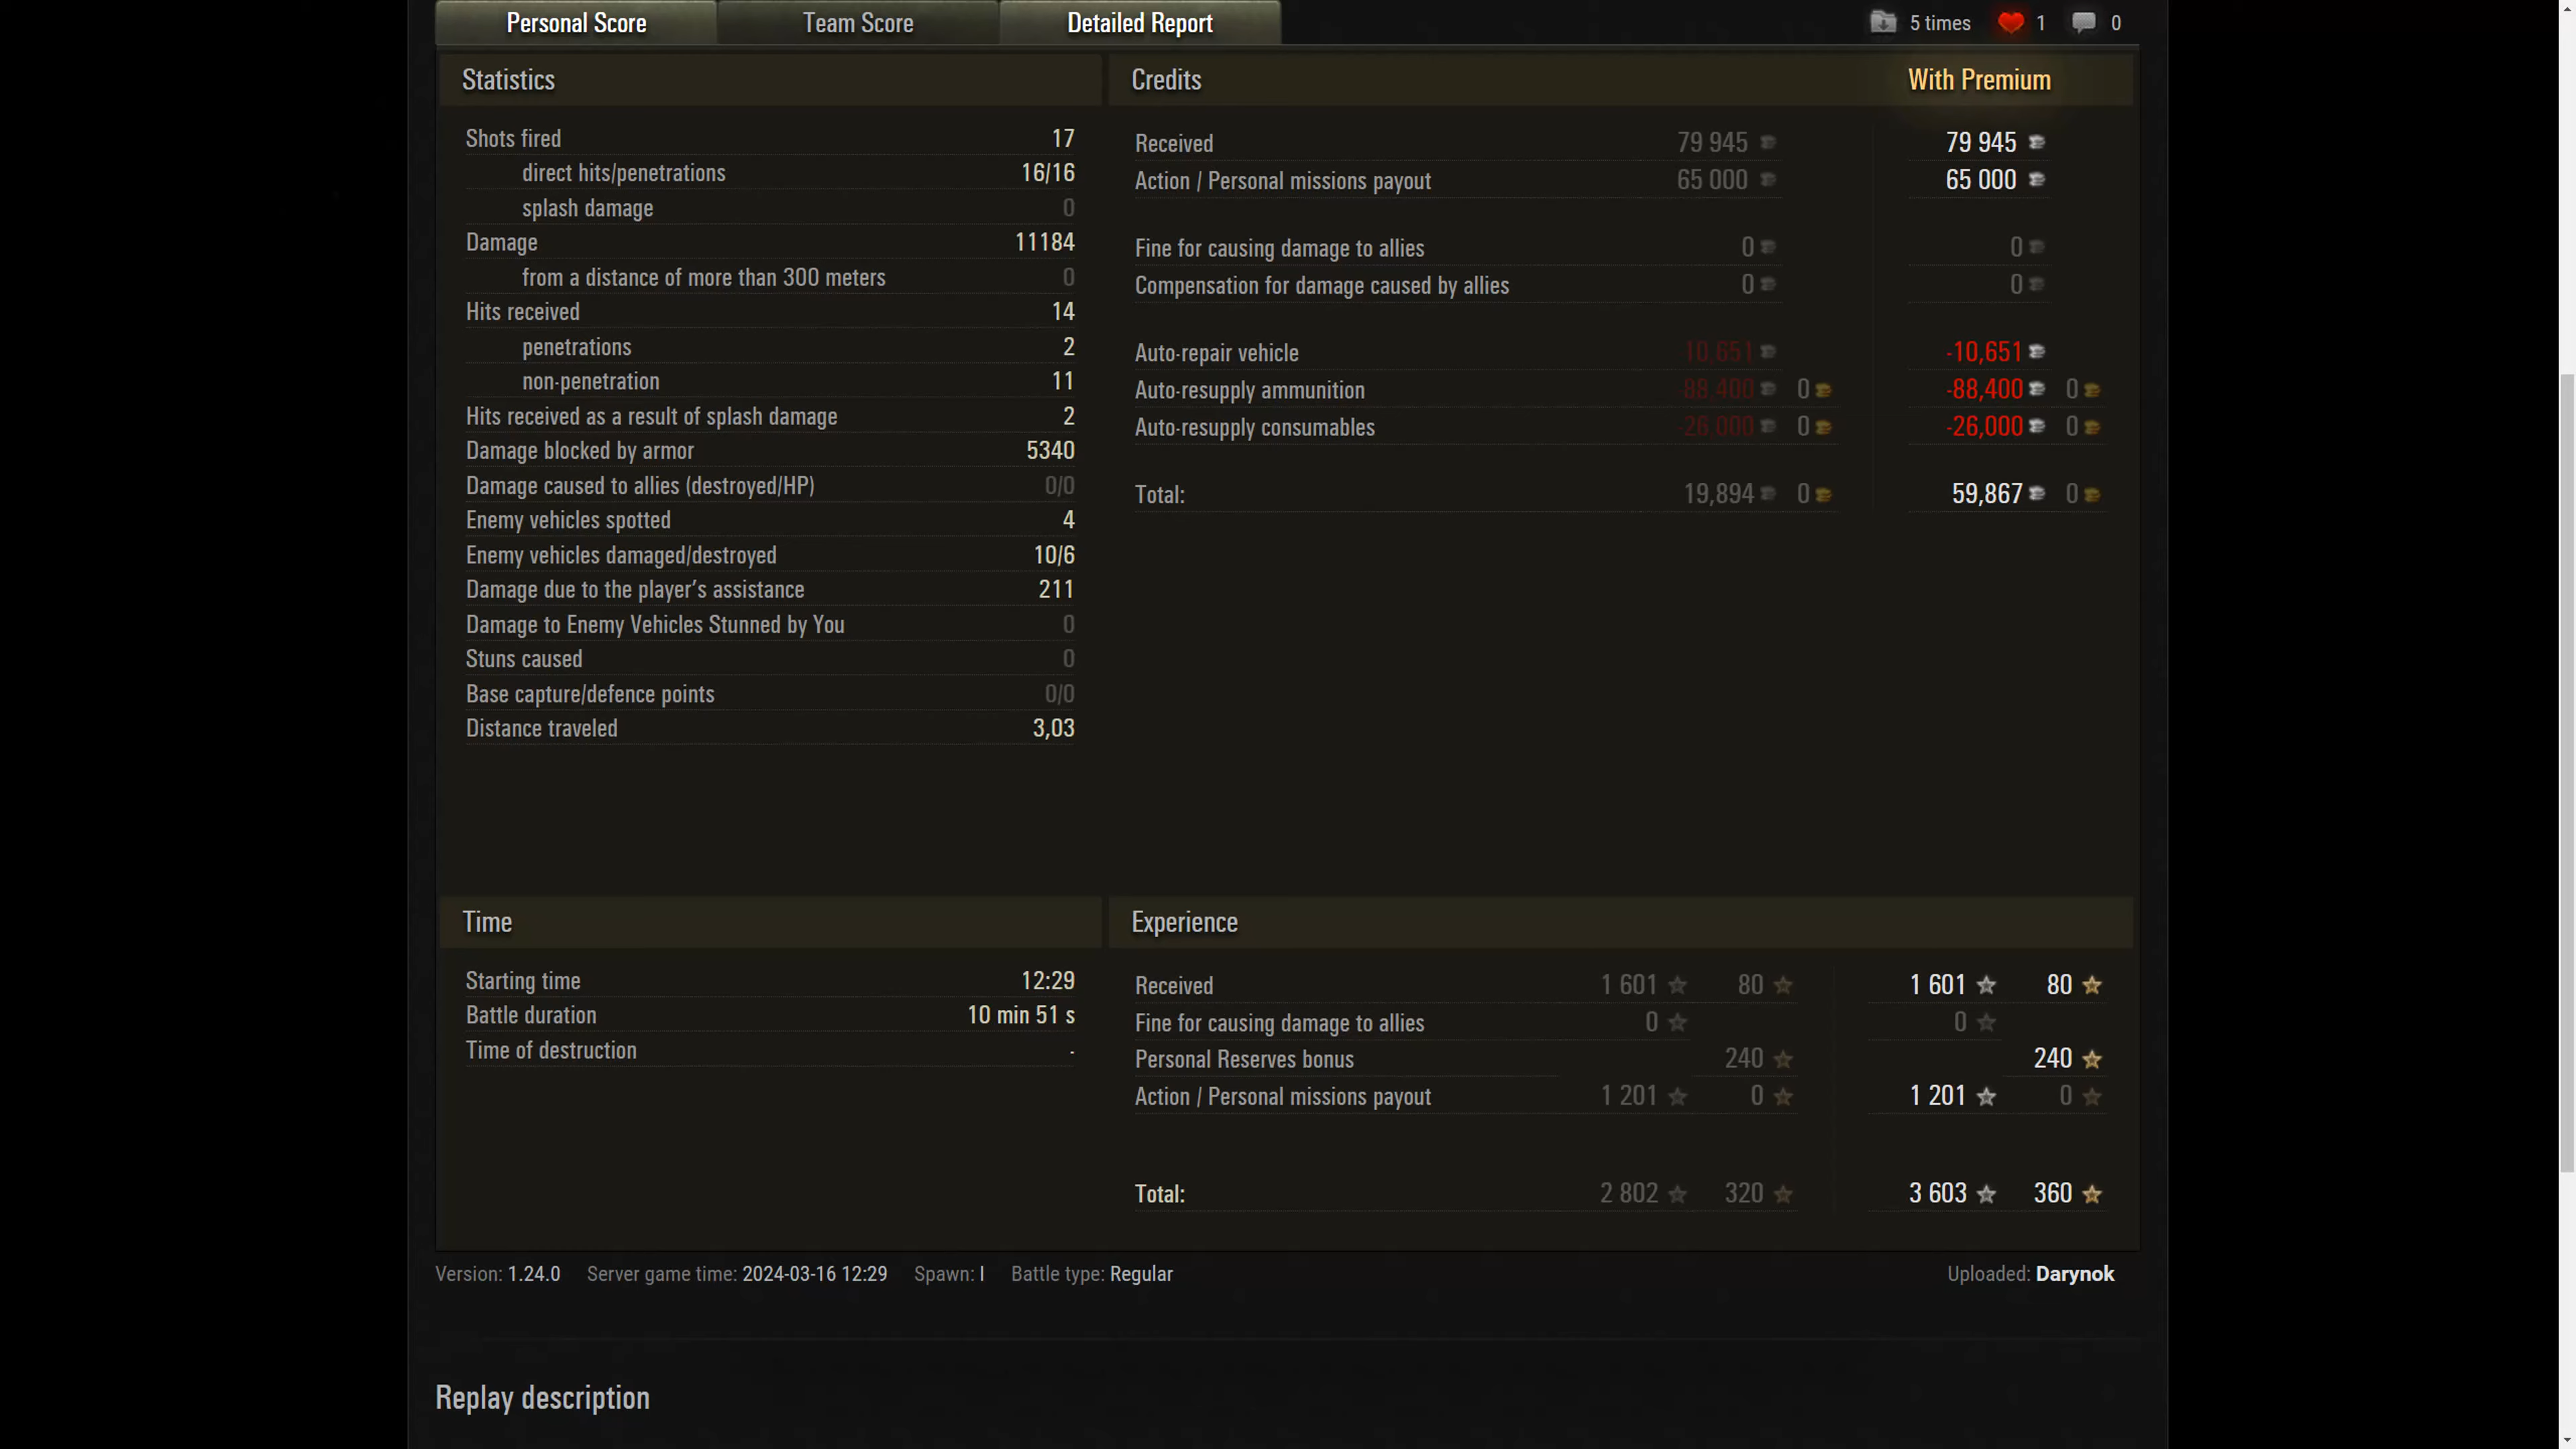 Personal Score Team Score Detailed Report 5 times 1 0
Statistics
Shots fired 17
direct hits/penetrations 16/16
splash damage 0
Damage 11184
from a distance of more than 300 meters 0
Hits received 14
penetrations 2
non-penetration 11
Hits received as a result of splash damage 2
Damage blocked by armor 5340
Damage caused to allies (destroyed/HP) 0/0
Enemy vehicles spotted 4
Enemy vehicles damaged/destroyed 10/6
Damage due to the player's assistance 211
Damage to Enemy Vehicles Stunned by You 0
Stuns caused 0
Base capture/defence points 0/0
Distance traveled 3,03
Credits With Premium
Received 79 945 79 945
Action / Personal missions payout 65 000 65 000
Fine for causing damage to allies 0 0
Compensation for damage caused by allies 0 0
Auto-repair vehicle 10,651 -10,651
Auto-resupply ammunition 88,400 0 -88,400 0
Auto-resupply consumables -26,000 0 -26,000 0
Total: 19,894 0 59,867 0
Time
Starting time 12:29
Battle duration 10 min 51 s
Time of destruction -
Experience
Received 1 601 80 1 601 80
Fine for causing damage to allies 0 0
Personal Reserves bonus 240 240
Action / Personal missions payout 1 201 0 1 201 0
Total: 2 802 320 3 603 360
Version: 1.24.0 Server game time: 2024-03-16 12:29 Spawn: I Battle type: Regular Uploaded: Darynok
Replay description